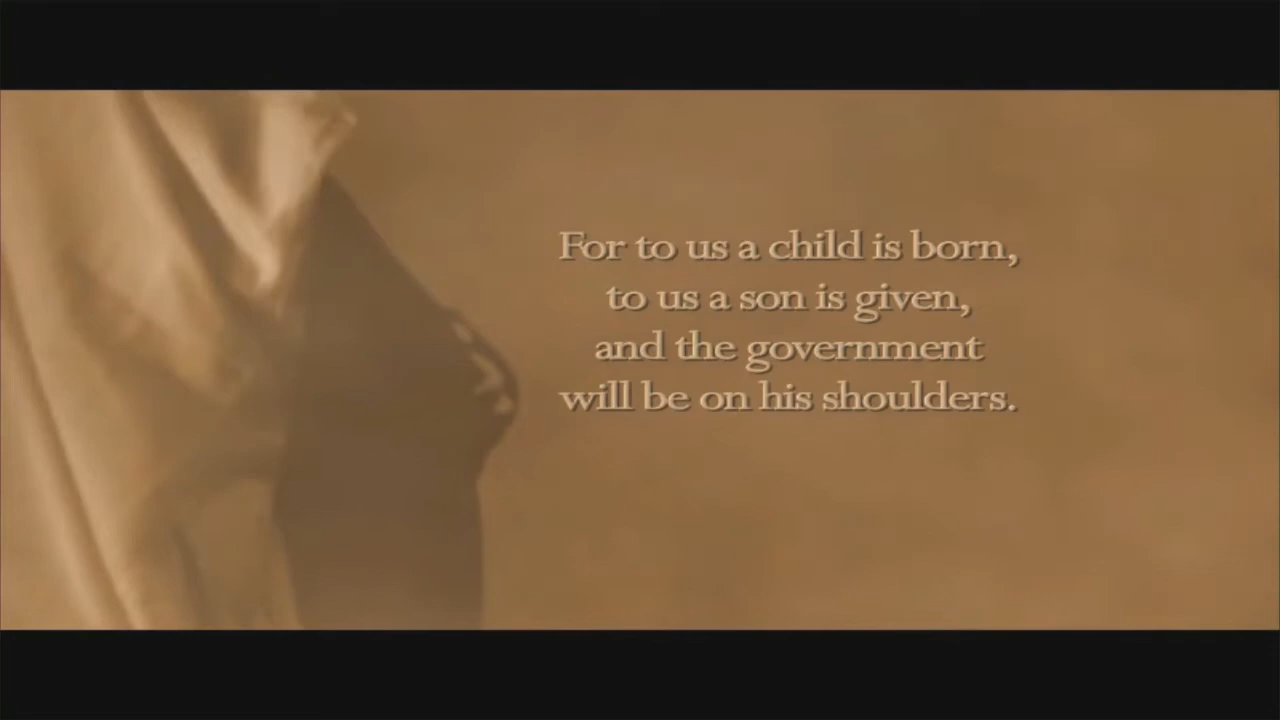 For to us a child is born,
to us a son is given,
and the government
will be on his shoulders.